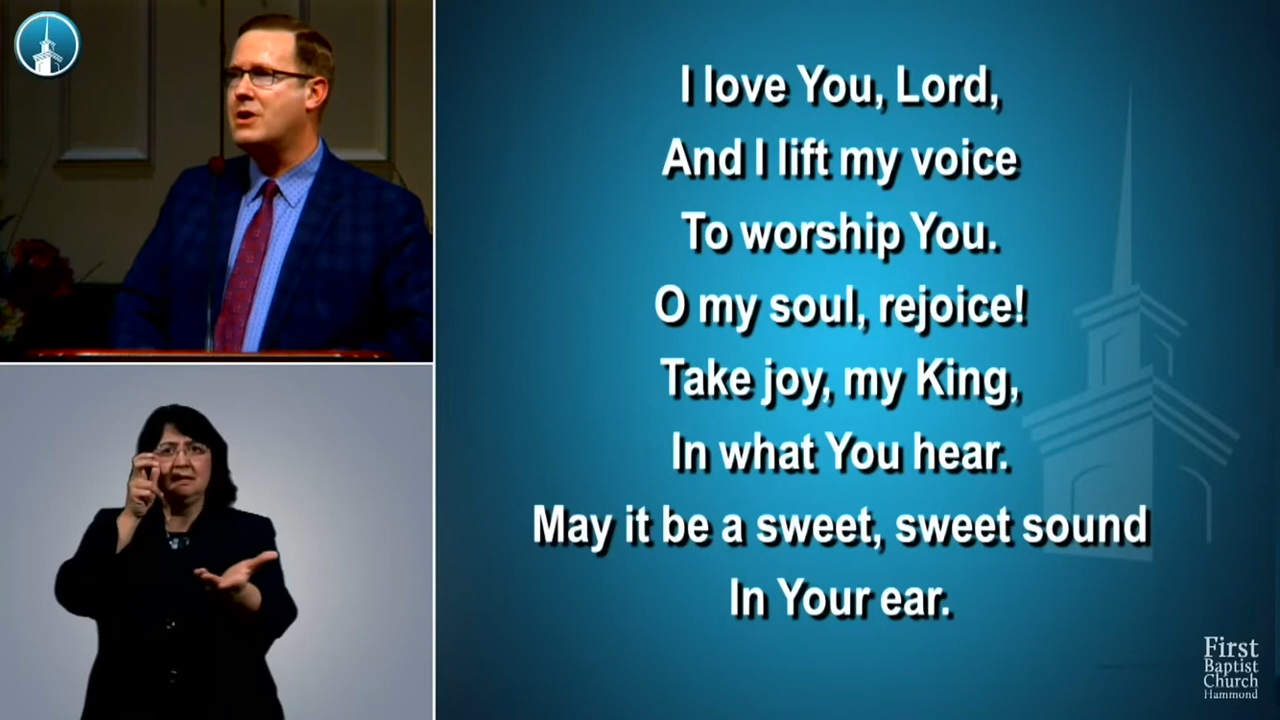 I love You, Lord,
And I lift my voice
To worship You.
O my soul, rejoice!
Take joy, my King,
In what You hear.
May it be a sweet, sweet sound
In Your ear.
First
Baptist
Church
Hammond